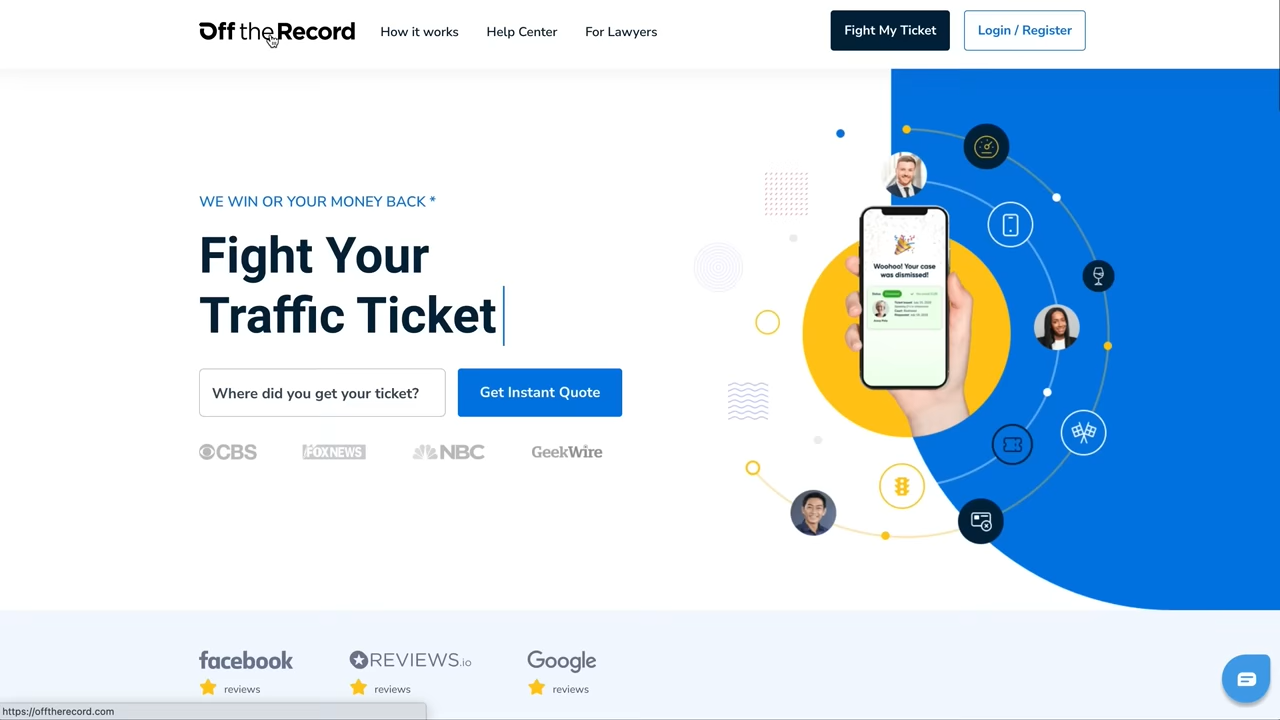 Off the Record
How it works
Help Center
For Lawyers
Fight My Ticket
Login / Register
WE WIN OR YOUR MONEY BACK *
Fight Your
Traffic Ticket
Where did you get your ticket?
Get Instant Quote
CBS
FOX NEWS
NBC
GeekWire
Woohoo! Your case
was dismissed!
facebook
REVIEWS.io
Google
reviews
reviews
reviews
https://offtherecord.com